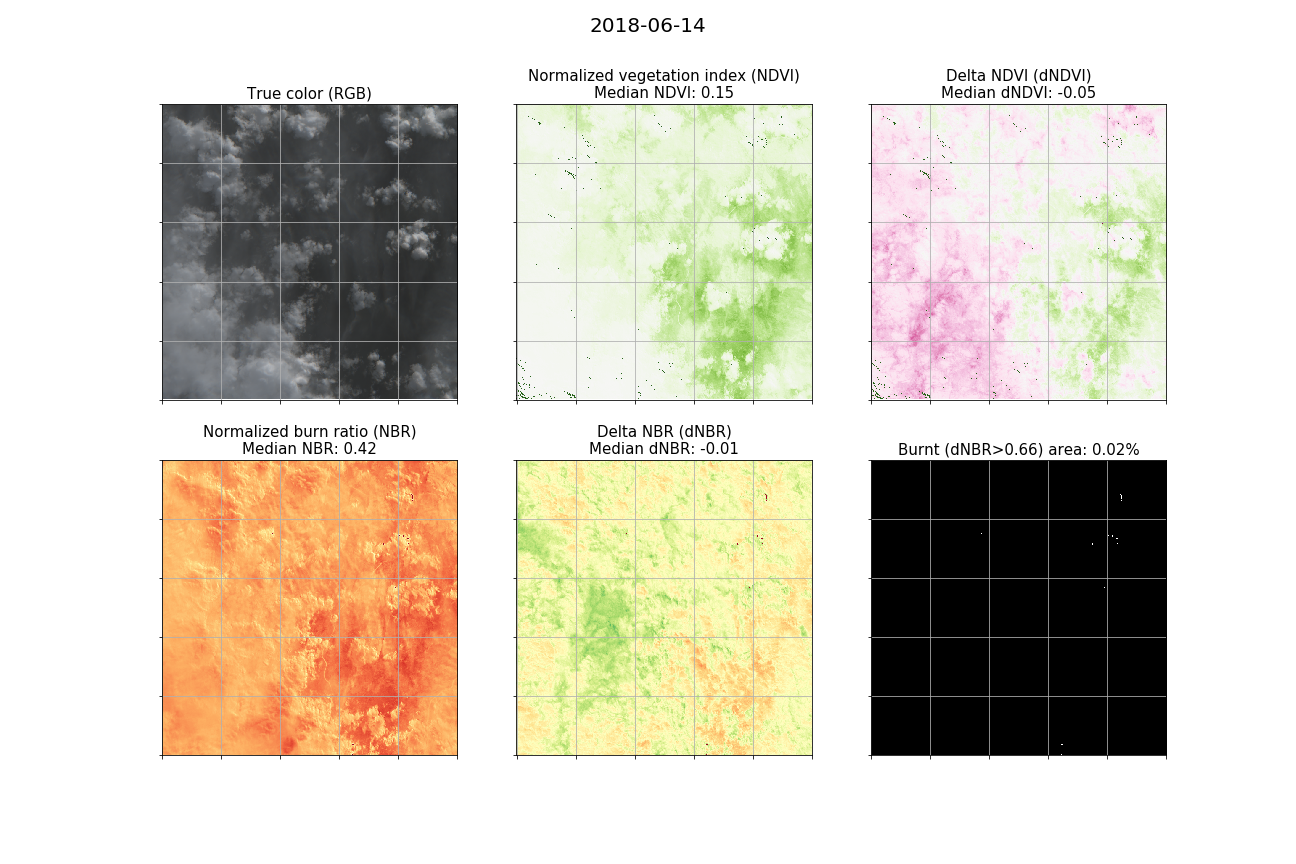 2018-06-14
True color (RGB)
Normalized vegetation index (NDVI)
Median NDVI: 0.15
Delta NDVI (dNDVI)
Median dNDVI: -0.05
Normalized burn ratio (NBR)
Median NBR: 0.42
Delta NBR (dNBR)
Median dNBR: -0.01
Burnt (dNBR>0.66) area: 0.02%